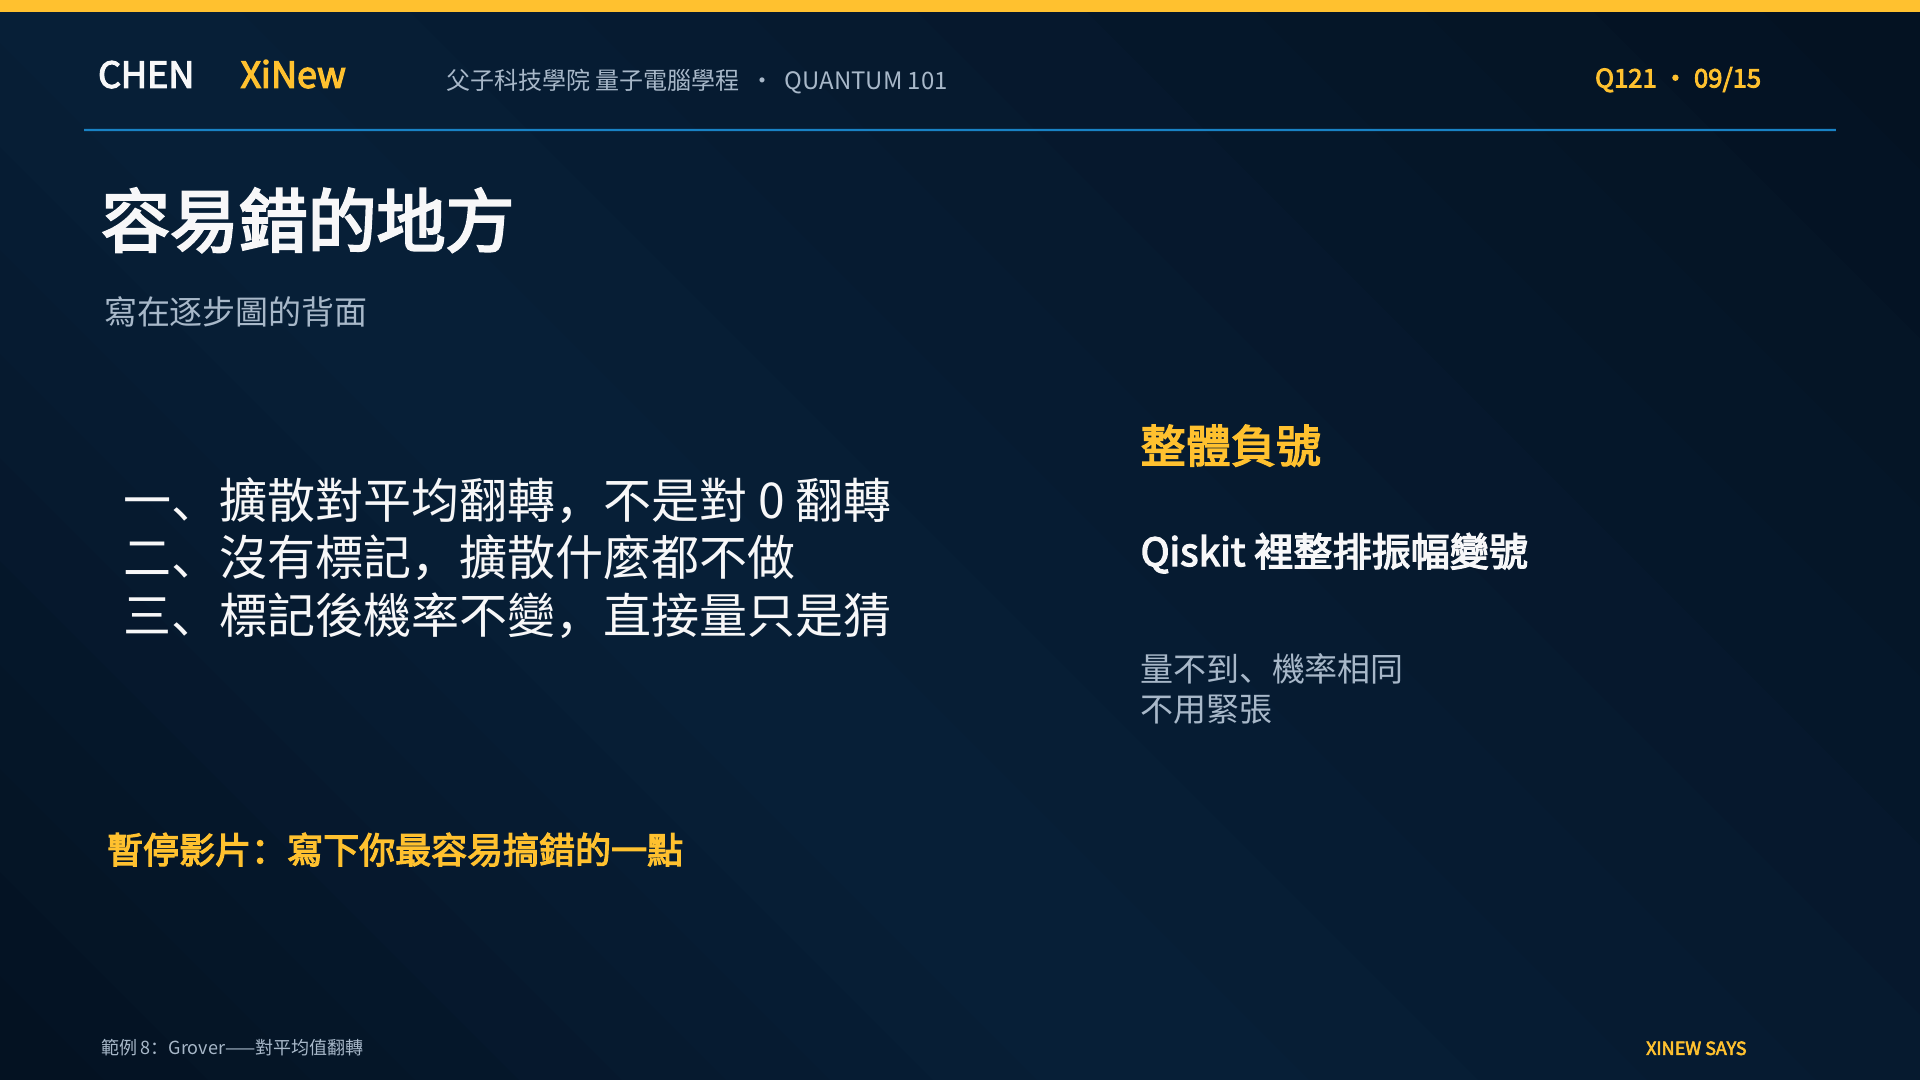 CHEN XiNew 父子科技學院 量子電腦學程 · QUANTUM 101 Q121 · 09/15
容易錯的地方
寫在逐步圖的背面
一、擴散對平均翻轉，不是對 0 翻轉
二、沒有標記，擴散什麼都不做
三、標記後機率不變，直接量只是猜
整體負號
Qiskit 裡整排振幅變號
量不到、機率相同
不用緊張
暫停影片：寫下你最容易搞錯的一點
範例 8：Grover——對平均值翻轉 XINEW SAYS